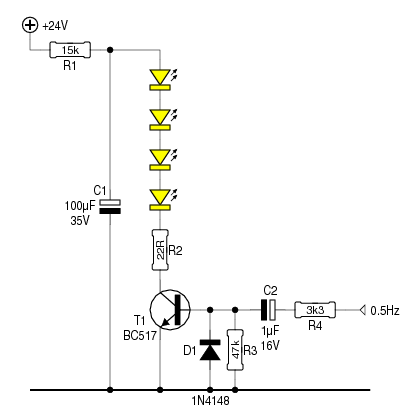 +24V
15k
R1
C1
100µF
35V
22R
R2
T1
BC517
C2
1µF
16V
3k3
R4
0.5Hz
D1
47k
R3
1N4148